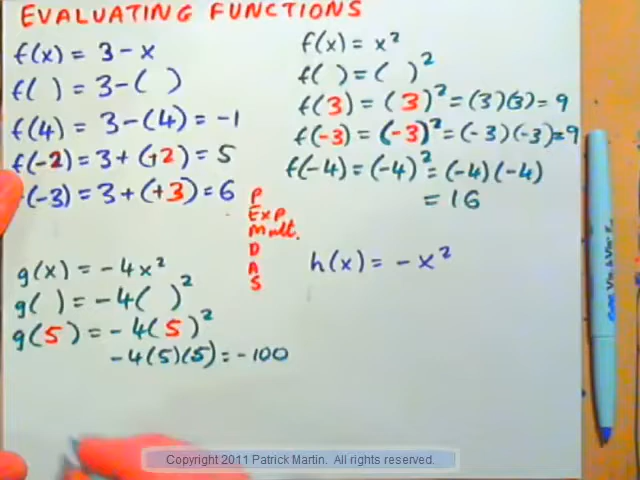 EVALUATING FUNCTIONS
f(x) = 3 - x
f( ) = 3 - ( )
f(4) = 3 - (4) = -1
f(-2) = 3 + (+2) = 5
(-3) = 3 + (+3) = 6
f(x) = x²
f( ) = ( )²
f(3) = (3)² = (3)(3) = 9
f(-3) = (-3)² = (-3)(-3) = 9
f(-4) = (-4)² = (-4)(-4)
= 16
P
Exp
Mult.
D
A
S
g(x) = -4x²
g( ) = -4( )²
g(5) = -4(5)²
-4(5)(5) = -100
h(x) = -x²
Copyright 2011 Patrick Martin. All rights reserved.